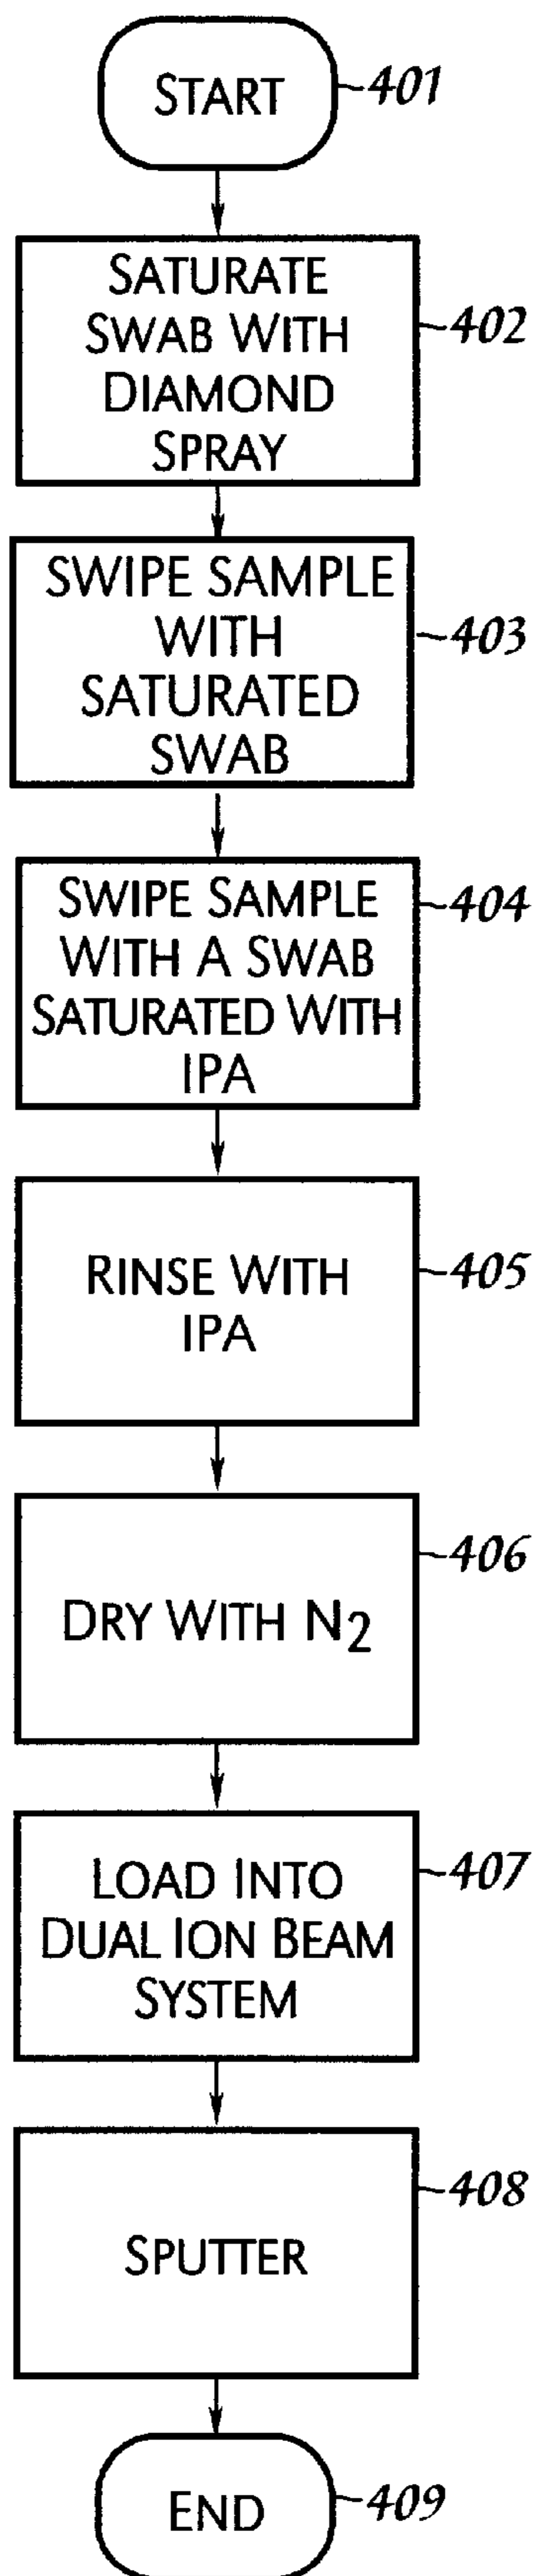 START
401
SATURATE
SWAB WITH
DIAMOND
SPRAY
402
SWIPE SAMPLE
WITH
SATURATED
SWAB
403
SWIPE SAMPLE
WITH A SWAB
SATURATED WITH
IPA
404
RINSE WITH
IPA
405
DRY WITH N2
406
LOAD INTO
DUAL ION BEAM
SYSTEM
407
SPUTTER
408
END
409